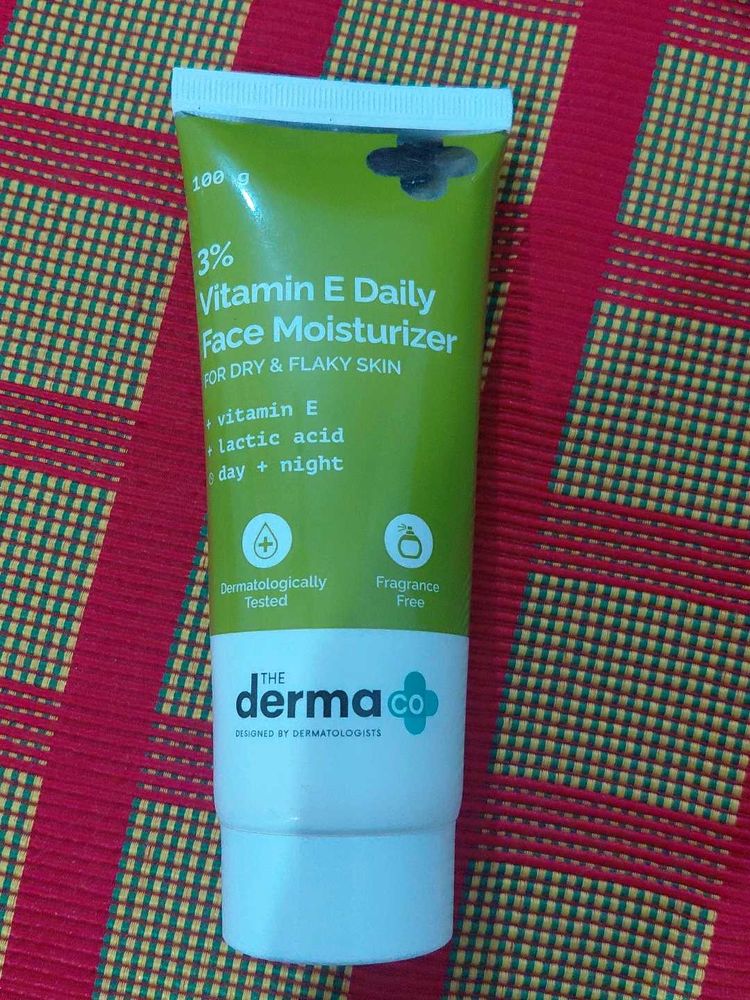 100 g
3%
Vitamin E Daily
Face Moisturizer
FOR DRY & FLAKY SKIN
+ vitamin E
+ lactic acid
day + night
Dermatologically
Tested
Fragrance
Free
THE
derma co
DESIGNED BY DERMATOLOGISTS